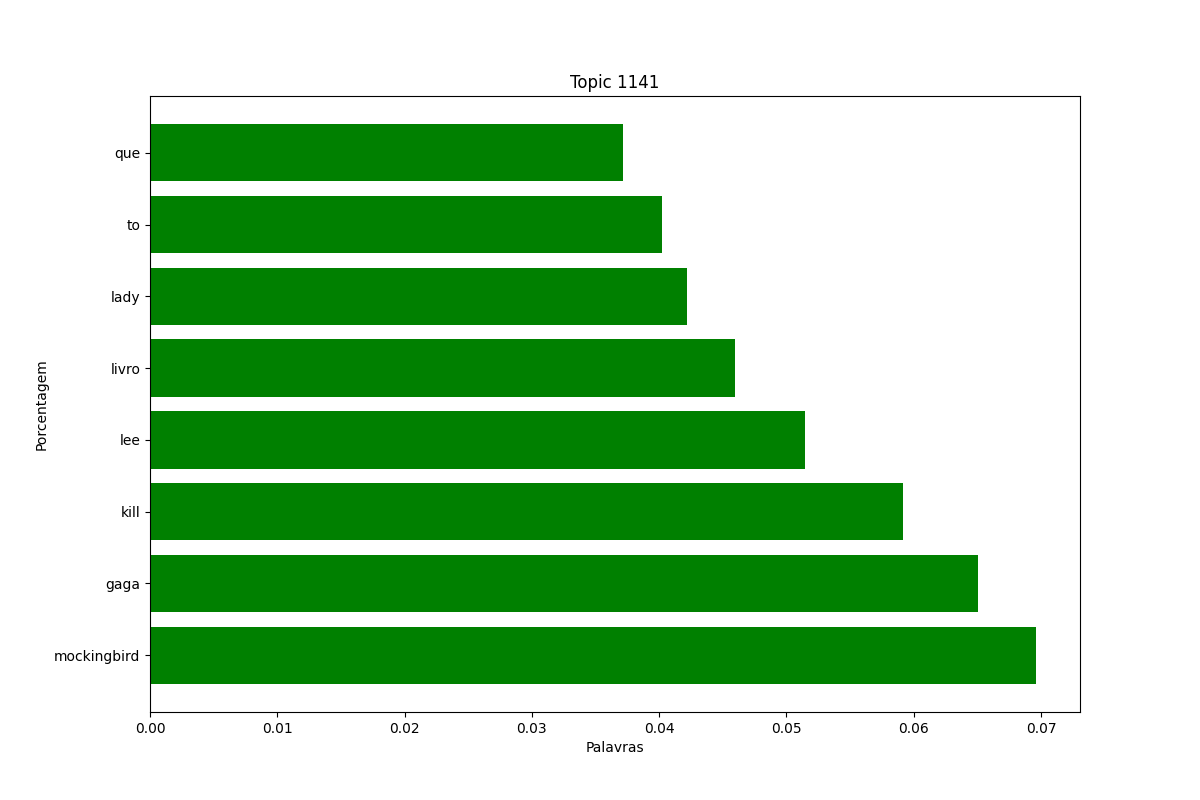 Topic 1141
que
to
lady
livro
lee
kill
gaga
mockingbird
Porcentagem
0.00 0.01 0.02 0.03 0.04 0.05 0.06 0.07
Palavras